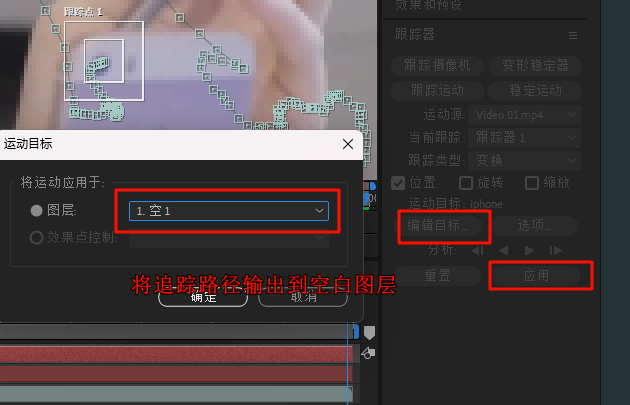 效果和预设
跟踪点 1
跟踪器
跟踪摄像机
变形稳定器
跟踪运动
稳定运动
运动源: Video 01.mp4
当前跟踪: 跟踪器 1
跟踪类型: 变换
位置 旋转 缩放
运动目标: iphone
编辑目标... 选项...
分析:
重置 应用
运动目标
将运动应用于:
图层: 1. 空 1
效果点控制:
将追踪路径输出到空白图层
确定 取消